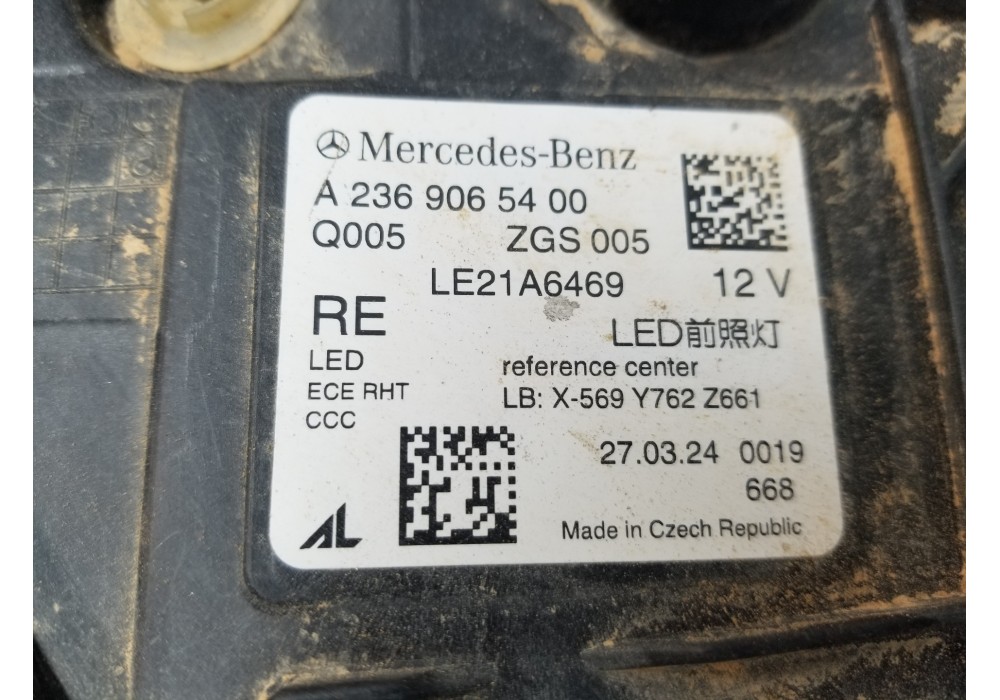 Mercedes-Benz
A 236 906 54 00
Q005 ZGS 005
LE21A6469 12 V
RE LED前照灯
LED reference center
ECE RHT LB: X-569 Y762 Z661
CCC
27.03.24 0019
668
AL Made in Czech Republic